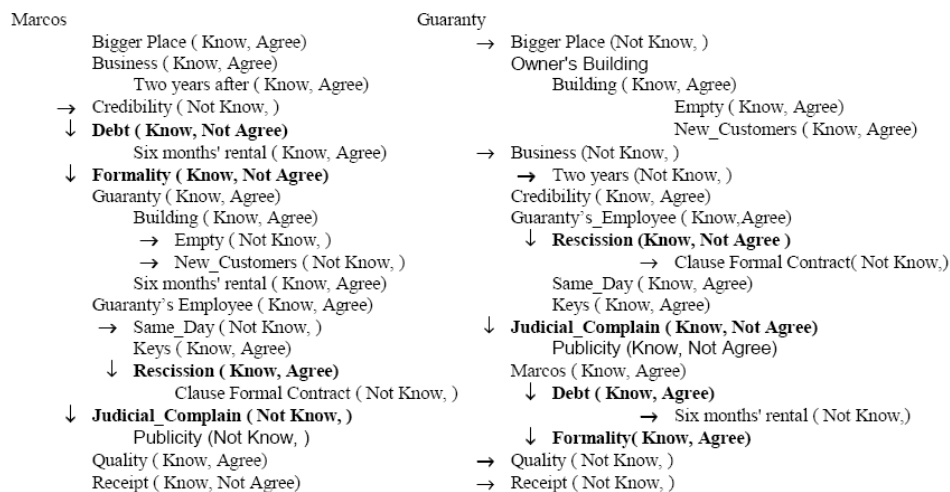 Marcos
Bigger Place ( Know, Agree)
Business ( Know, Agree)
Two years after ( Know, Agree)
→ Credibility ( Not Know, )
↓ Debt ( Know, Not Agree)
Six months' rental ( Know, Agree)
↓ Formality ( Know, Not Agree)
Guaranty ( Know, Agree)
Building ( Know, Agree)
→ Empty ( Not Know, )
→ New_Customers ( Not Know, )
Six months' rental ( Know, Agree)
Guaranty’s Employee ( Know, Agree)
→ Same_Day ( Not Know, )
Keys ( Know, Agree)
↓ Rescission ( Know, Agree)
Clause Formal Contract ( Not Know, )
↓ Judicial_Complain ( Not Know, )
Publicity (Not Know, )
Quality ( Know, Agree)
Receipt ( Know, Not Agree)
Guaranty
→ Bigger Place (Not Know, )
Owner's Building
Building ( Know, Agree)
Empty ( Know, Agree)
New_Customers ( Know, Agree)
→ Business (Not Know, )
→ Two years (Not Know, )
Credibility ( Know, Agree)
Guaranty’s_Employee ( Know,Agree)
↓ Rescission (Know, Not Agree )
→ Clause Formal Contract( Not Know,)
Same_Day ( Know, Agree)
Keys ( Know, Agree)
↓ Judicial_Complain ( Know, Not Agree)
Publicity (Know, Not Agree)
Marcos ( Know, Agree)
↓ Debt ( Know, Agree)
→ Six months' rental ( Not Know,)
↓ Formality( Know, Agree)
→ Quality ( Not Know, )
→ Receipt ( Not Know, )